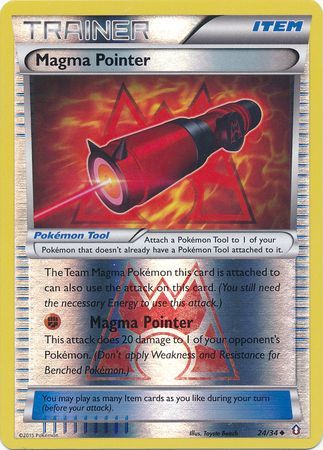 TRAINER
ITEM
Magma Pointer
Pokémon Tool
Attach a Pokémon Tool to 1 of your
Pokémon that doesn't already have a Pokémon Tool attached to it.
The Team Magma Pokémon this card is attached to
can also use the attack on this card. (You still need
the necessary Energy to use this attack.)
Magma Pointer
This attack does 20 damage to 1 of your opponent's
Pokémon. (Don't apply Weakness and Resistance for
Benched Pokémon.)
You may play as many Item cards as you like during your turn
(before your attack).
©2015 Pokémon
Illus. Toyste Beach
24/34